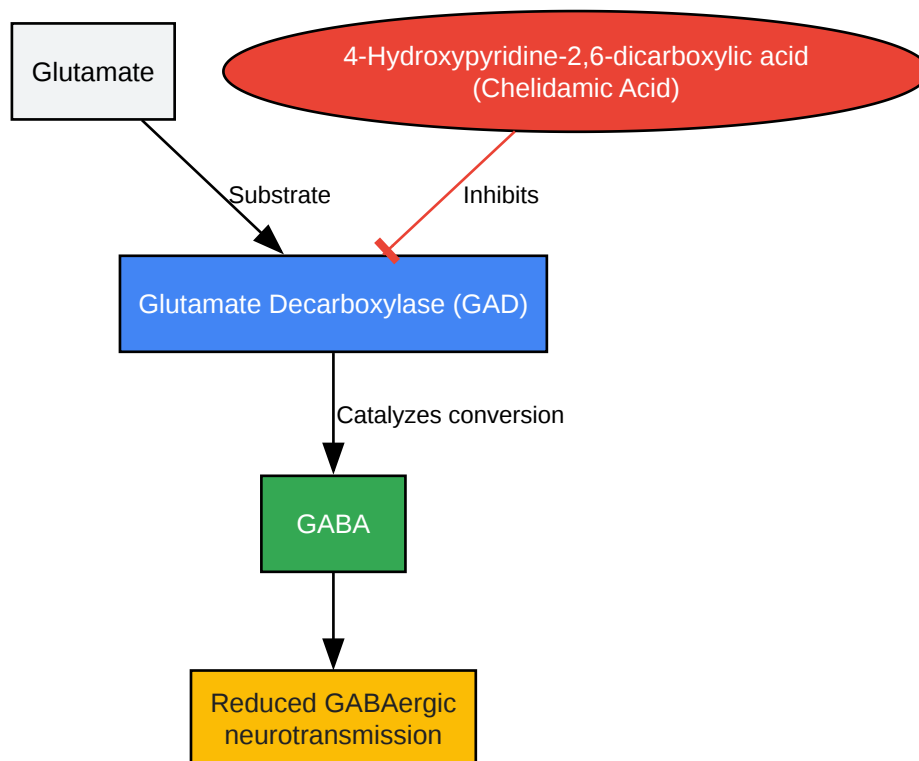 Glutamate
4-Hydroxypyridine-2,6-dicarboxylic acid
(Chelidamic Acid)
Substrate
Inhibits
Glutamate Decarboxylase (GAD)
Catalyzes conversion
GABA
Reduced GABAergic
neurotransmission